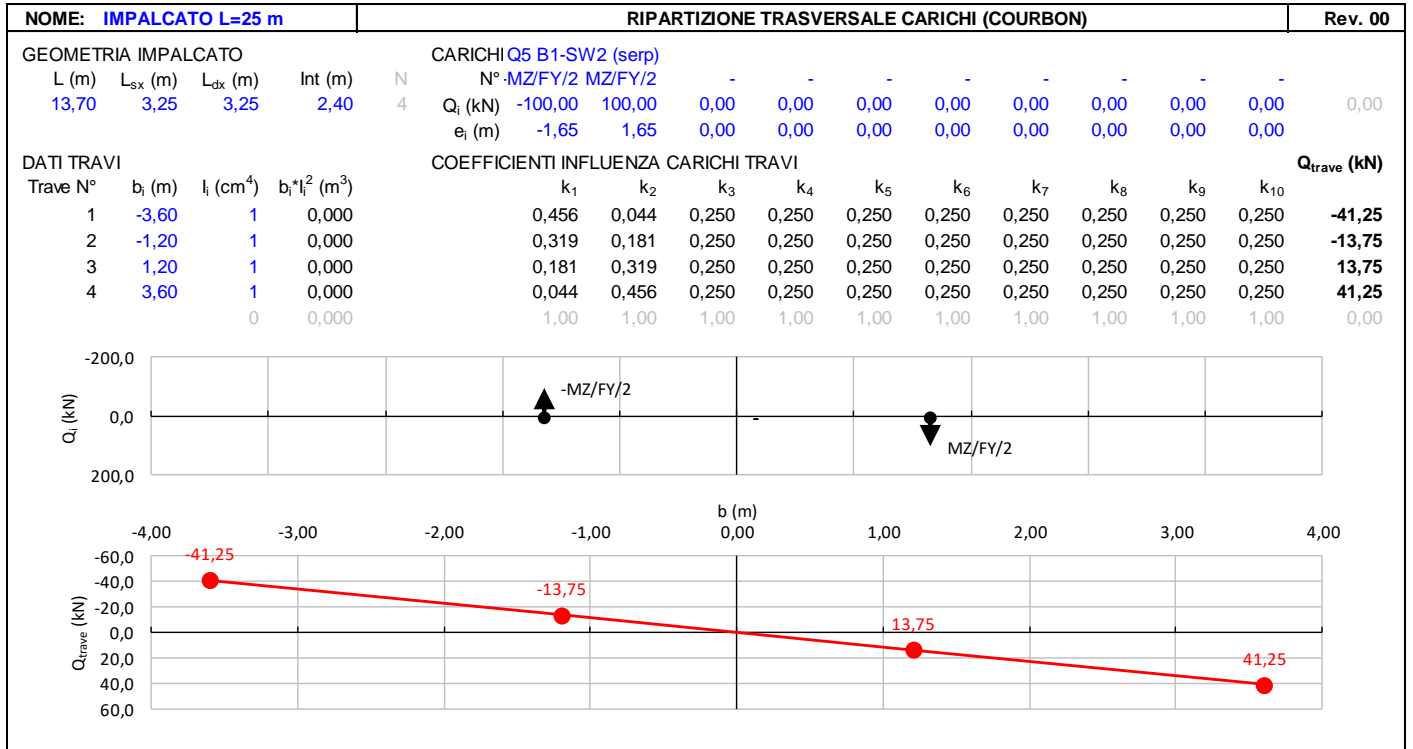 NOME: IMPALCATO L=25 m RIPARTIZIONE TRASVERSALE CARICHI (COURBON) Rev. 00
GEOMETRIA IMPALCATO CARICHI Q5 B1-SW2 (serp)
L (m) Lsx (m) Ldx (m) Int (m) N N° -MZ/FY/2 MZ/FY/2 - - - - - - - -
13,70 3,25 3,25 2,40 4 Qi (kN) -100,00 100,00 0,00 0,00 0,00 0,00 0,00 0,00 0,00 0,00 0,00
ei (m) -1,65 1,65 0,00 0,00 0,00 0,00 0,00 0,00 0,00 0,00
DATI TRAVI COEFFICIENTI INFLUENZA CARICHI TRAVI Qtrave (kN)
Trave N° bi (m) Ii (cm4) bi*Ii2 (m3) k1 k2 k3 k4 k5 k6 k7 k8 k9 k10
1 -3,60 1 0,000 0,456 0,044 0,250 0,250 0,250 0,250 0,250 0,250 0,250 0,250 -41,25
2 -1,20 1 0,000 0,319 0,181 0,250 0,250 0,250 0,250 0,250 0,250 0,250 0,250 -13,75
3 1,20 1 0,000 0,181 0,319 0,250 0,250 0,250 0,250 0,250 0,250 0,250 0,250 13,75
4 3,60 1 0,000 0,044 0,456 0,250 0,250 0,250 0,250 0,250 0,250 0,250 0,250 41,25
0 0,000 1,00 1,00 1,00 1,00 1,00 1,00 1,00 1,00 1,00 1,00 0,00
-200,0
-MZ/FY/2
0,0 -
Qi (kN)
MZ/FY/2
200,0
b (m)
-4,00 -3,00 -2,00 -1,00 0,00 1,00 2,00 3,00 4,00
-60,0 -41,25
-40,0
-20,0 -13,75
0,0 13,75
Qtrave (kN)
20,0
40,0 41,25
60,0